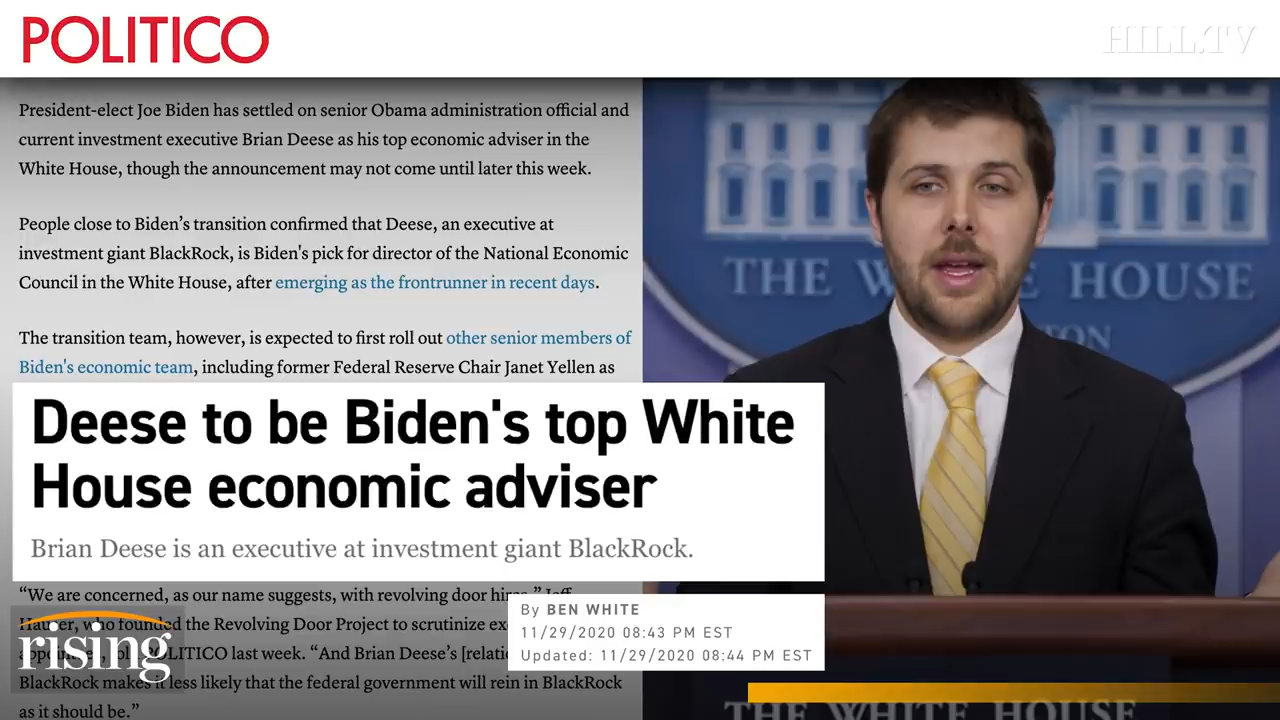 POLITICO
HILL.TV
President-elect Joe Biden has settled on senior Obama administration official and
current investment executive Brian Deese as his top economic adviser in the
White House, though the announcement may not come until later this week.
People close to Biden’s transition confirmed that Deese, an executive at
investment giant BlackRock, is Biden's pick for director of the National Economic
Council in the White House, after emerging as the frontrunner in recent days.
The transition team, however, is expected to first roll out other senior members of
Biden's economic team, including former Federal Reserve Chair Janet Yellen as
Deese to be Biden's top White
House economic adviser
Brian Deese is an executive at investment giant BlackRock.
“We are concerned, as our name suggests, with revolving door
who founded the Revolving Door Project to scrutinize
POLITICO last week. “And Brian Deese’s
BlackRock makes it less likely that the federal government will rein in BlackRock
as it should be.”
rising
By BEN WHITE
11/29/2020 08:43 PM EST
Updated: 11/29/2020 08:44 PM EST
THE W HOUSE
TON
THE WHITE HOUSE